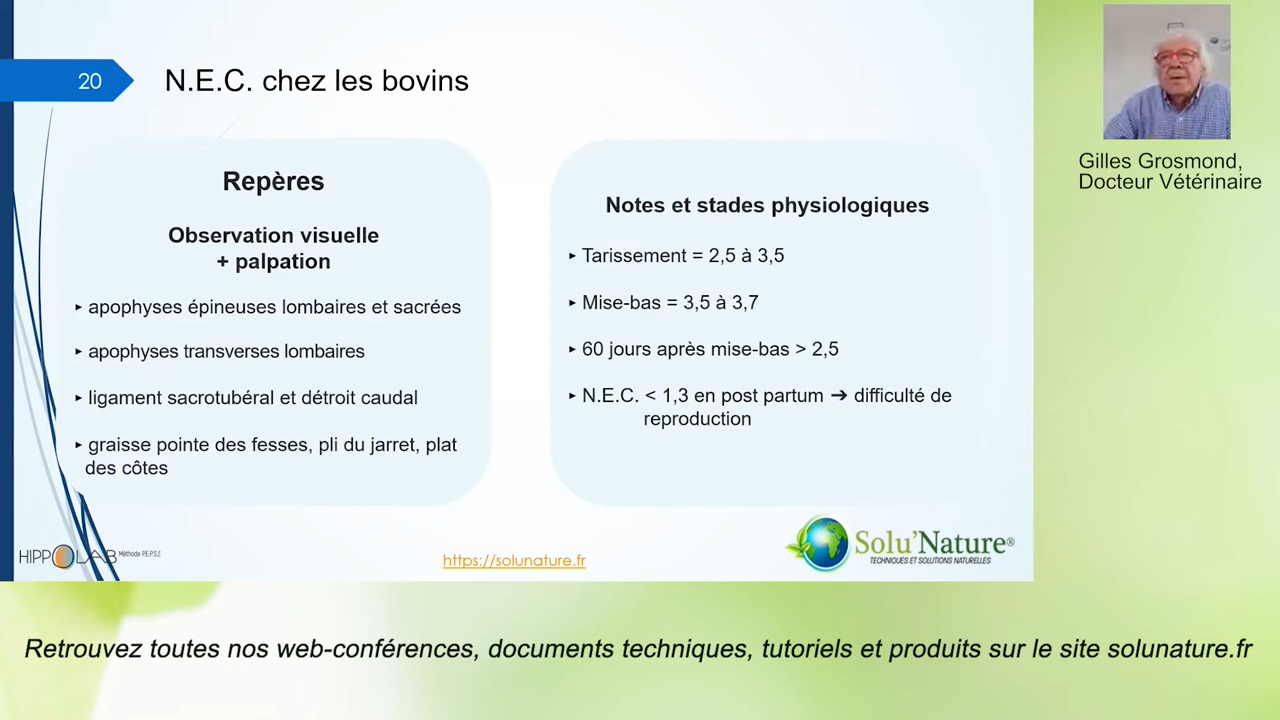 20
N.E.C. chez les bovins
Repères
Observation visuelle
+ palpation
▸ apophyses épineuses lombaires et sacrées
▸ apophyses transverses lombaires
▸ ligament sacrotubéral et détroit caudal
▸ graisse pointe des fesses, pli du jarret, plat
des côtes
Notes et stades physiologiques
▸ Tarissement = 2,5 à 3,5
▸ Mise-bas = 3,5 à 3,7
▸ 60 jours après mise-bas > 2,5
▸ N.E.C. < 1,3 en post partum ➔ difficulté de
reproduction
Gilles Grosmond,
Docteur Vétérinaire
HIPPOLAB Méthode P.E.P.S.S
https://solunature.fr
Solu'Nature®
TECHNIQUES ET SOLUTIONS NATURELLES
Retrouvez toutes nos web-conférences, documents techniques, tutoriels et produits sur le site solunature.fr